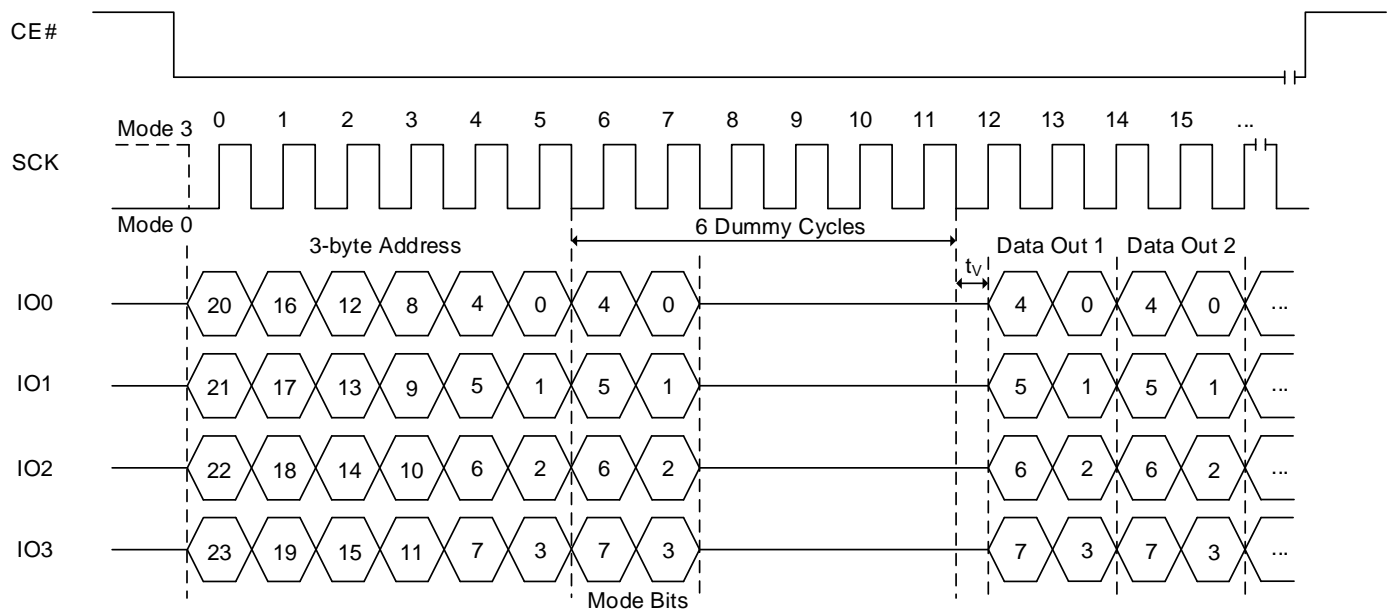 CE#
Mode 3
0 1 2 3 4 5 6 7 8 9 10 11 12 13 14 15 ...
SCK
Mode 0
6 Dummy Cycles
3-byte Address
Data Out 1 Data Out 2
tV
IO0 20 16 12 8 4 0 4 0 4 0 4 0 ...
IO1 21 17 13 9 5 1 5 1 5 1 5 1 ...
IO2 22 18 14 10 6 2 6 2 6 2 6 2 ...
IO3 23 19 15 11 7 3 7 3 7 3 7 3 ...
Mode Bits